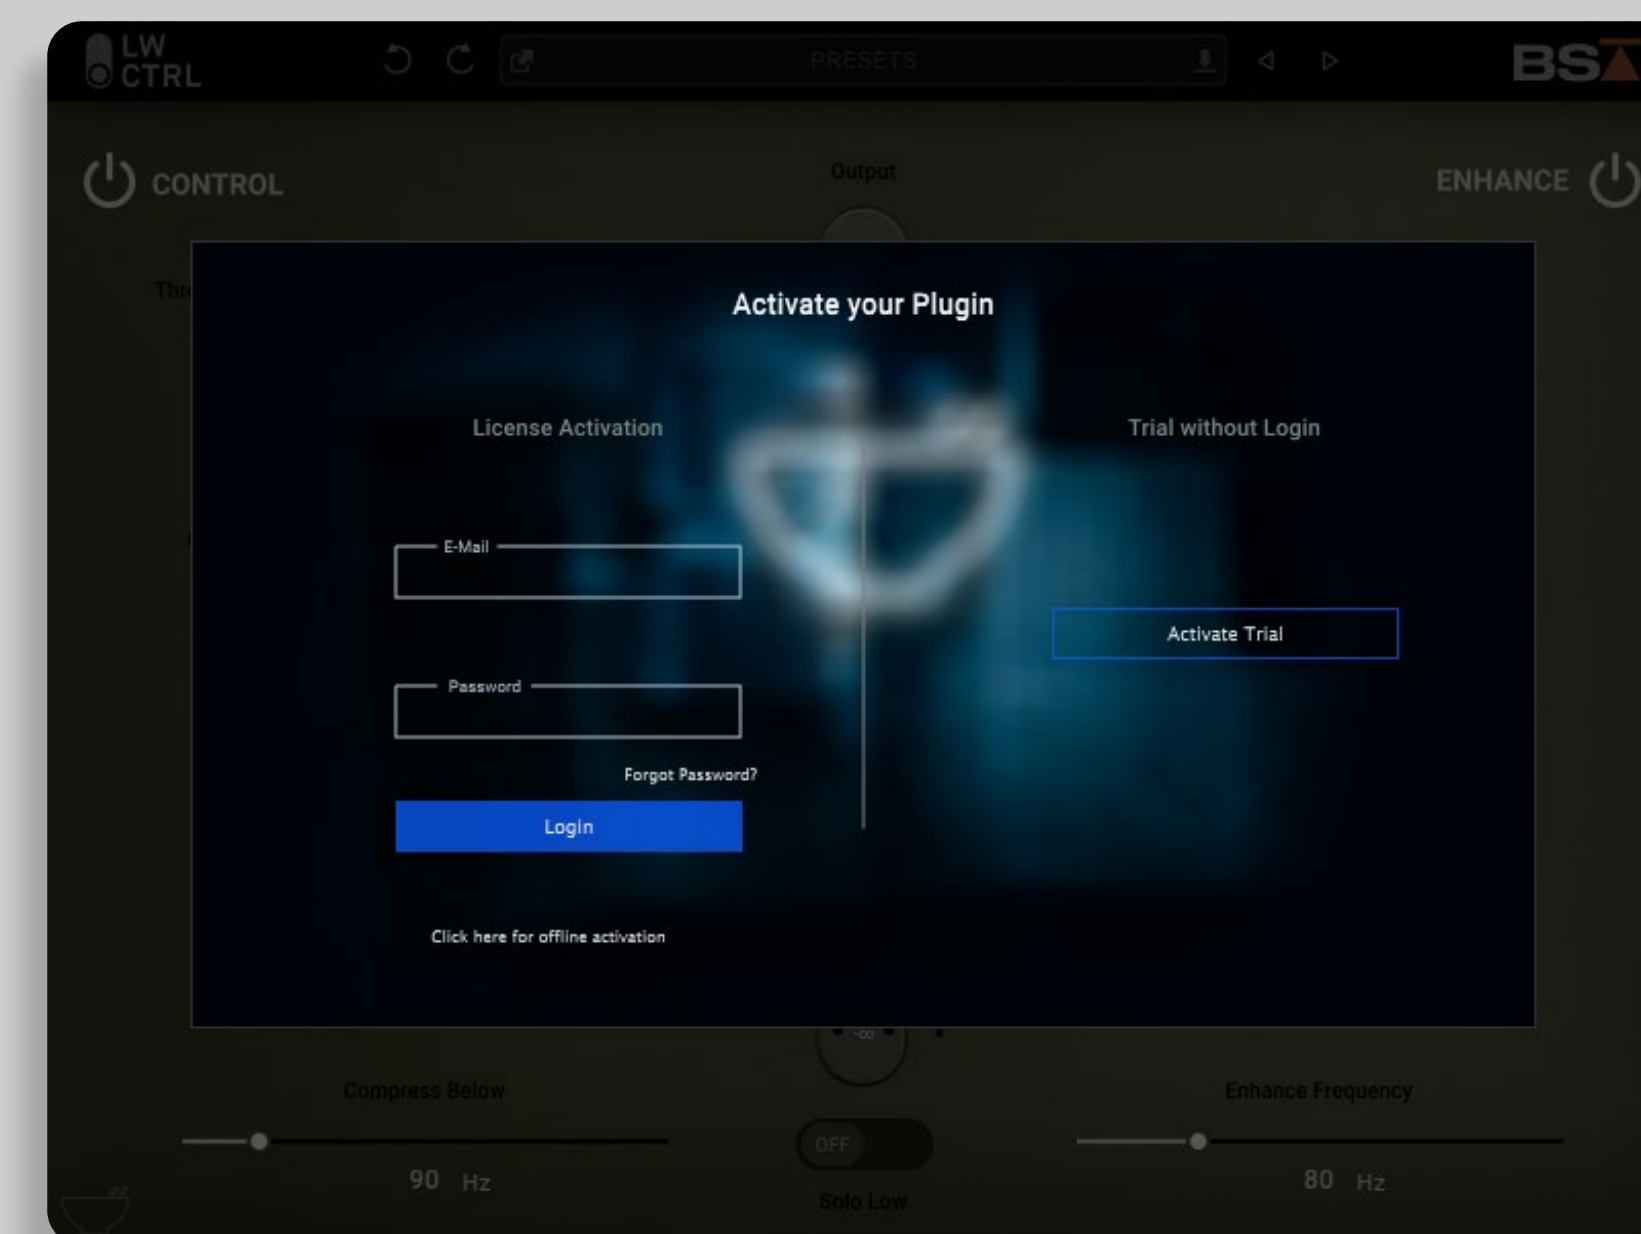 LW
CTRL
PRESETS
BSA
CONTROL
Output
ENHANCE
Activate your Plugin
License Activation
Trial without Login
E-Mail
Activate Trial
Password
Forgot Password?
Login
Click here for offline activation
-∞
Compress Below
Enhance Frequency
OFF
90 Hz
80 Hz
Solo Low